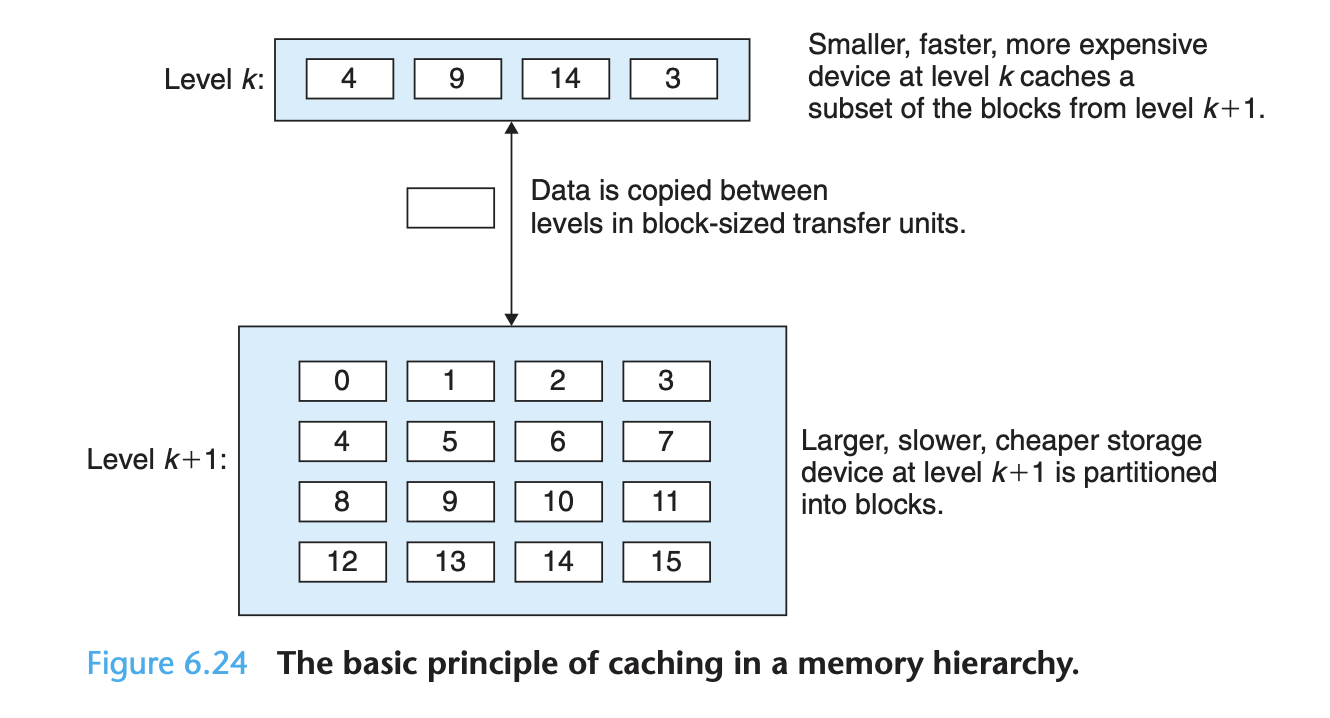 Level k: 4 9 14 3
Smaller, faster, more expensive
device at level k caches a
subset of the blocks from level k+1.
Data is copied between
levels in block-sized transfer units.
0 1 2 3
4 5 6 7
Level k+1:
8 9 10 11
12 13 14 15
Larger, slower, cheaper storage
device at level k+1 is partitioned
into blocks.
Figure 6.24 The basic principle of caching in a memory hierarchy.